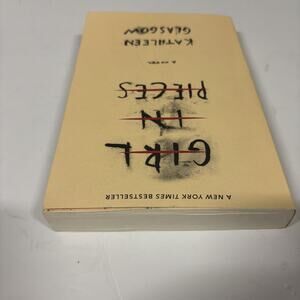 A NEW YORK TIMES BESTSELLER
GIRL
IN
PIECES
A NOVEL
KATHLEEN
GLASGOW